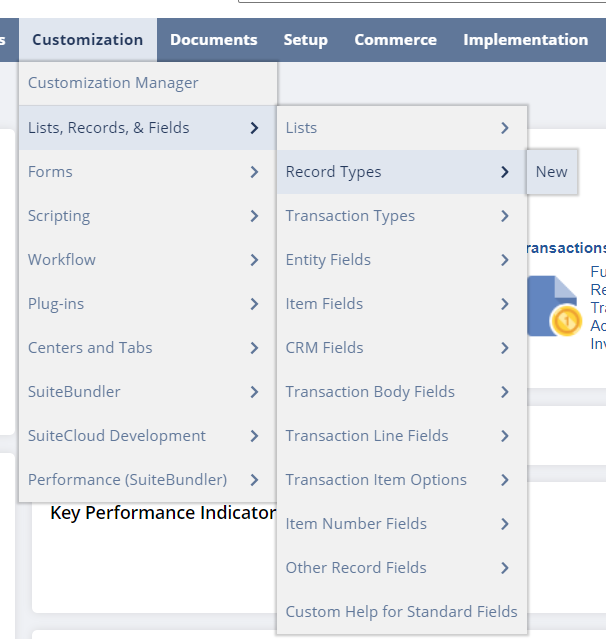 Customization Documents Setup Commerce Implementation
Customization Manager
Lists, Records, & Fields
Forms
Scripting
Workflow
Plug-ins
Centers and Tabs
SuiteBundler
SuiteCloud Development
Performance (SuiteBundler)
Lists
Record Types
Transaction Types
Entity Fields
Item Fields
CRM Fields
Transaction Body Fields
Transaction Line Fields
Transaction Item Options
Item Number Fields
Other Record Fields
Custom Help for Standard Fields
New
ransactions
Fu
Re
Tra
Ac
Inv
1
Key Performance Indicator